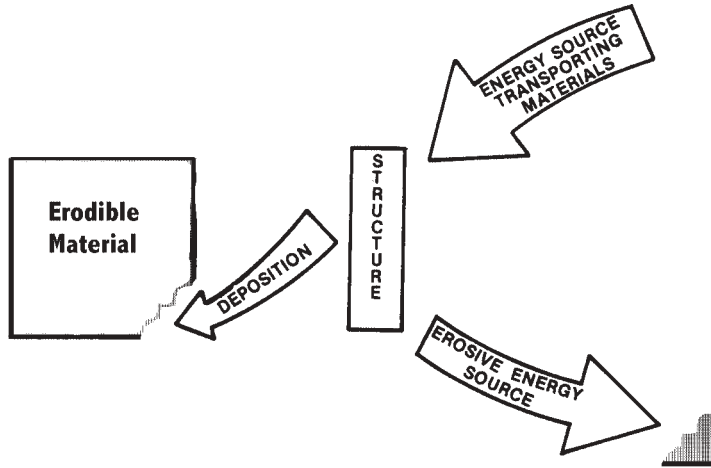 ENERGY SOURCE
TRANSPORTING
MATERIALS
STRUCTURE
Erodible
Material
DEPOSITION
EROSIVE ENERGY
SOURCE